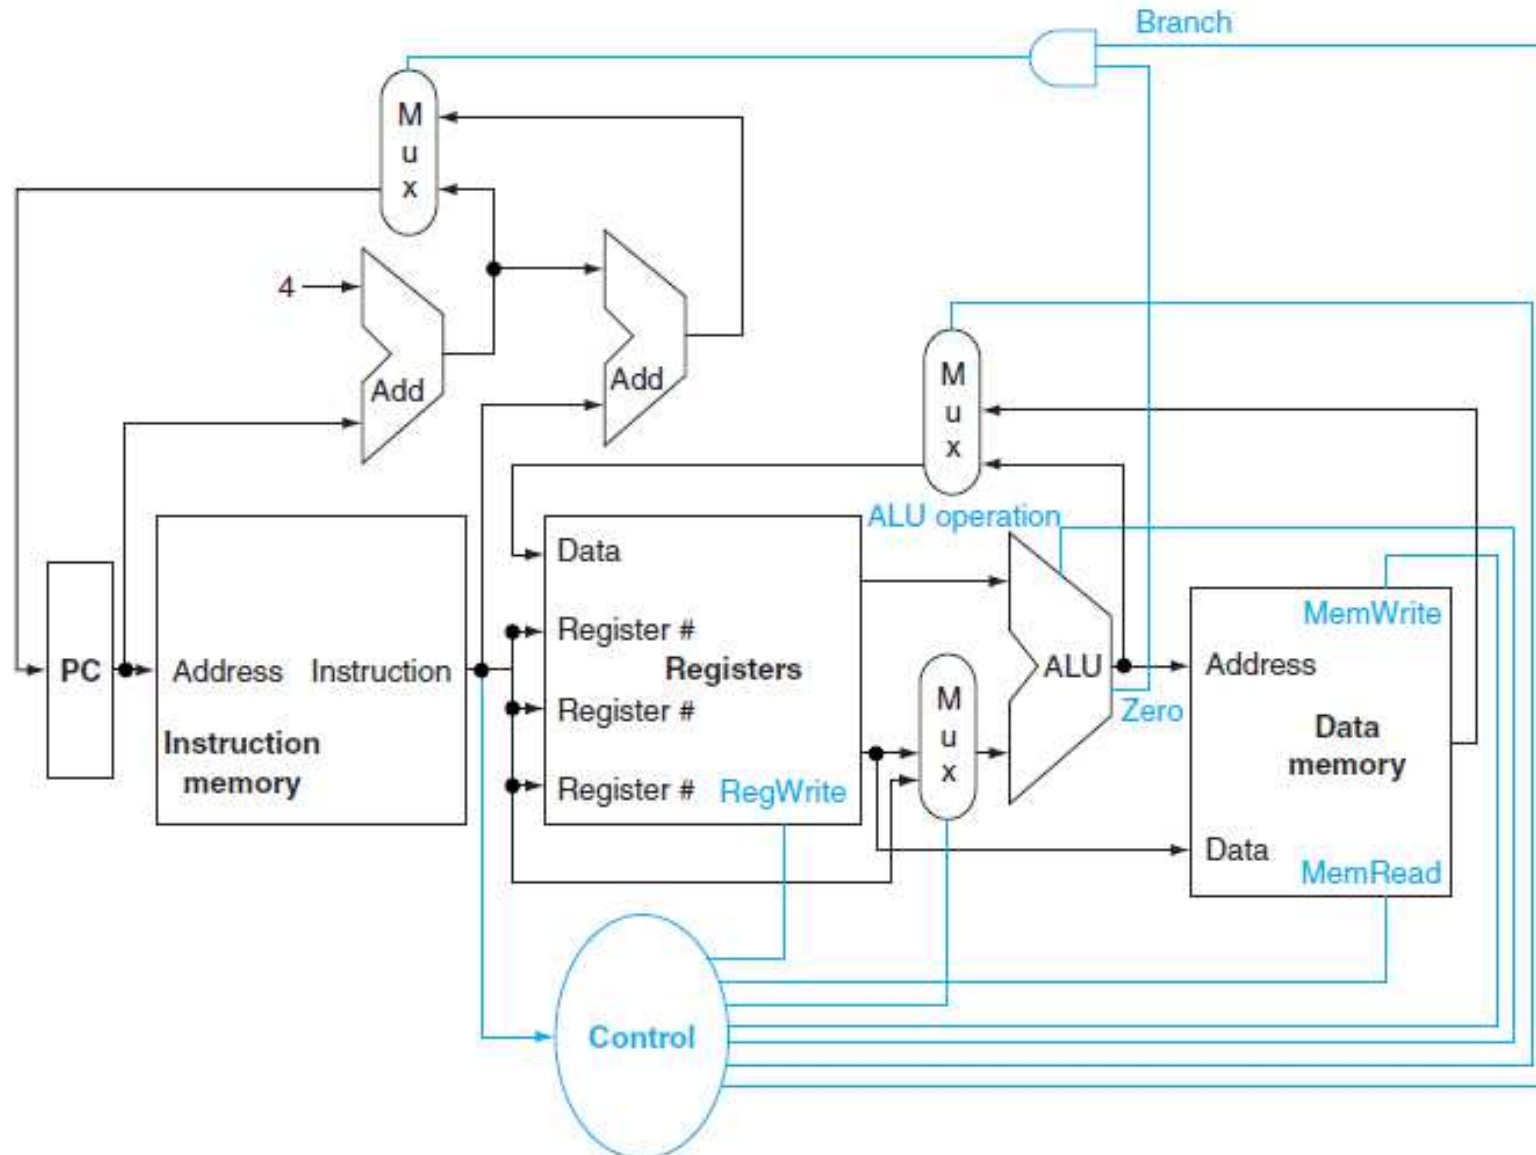 Branch
M
u
x
4
Add
Add
M
u
x
ALU operation
Data
Register #
Registers
Register #
Register # RegWrite
PC
Address Instruction
Instruction
memory
M
u
x
ALU
Zero
MemWrite
Address
Data
memory
Data
MemRead
Control